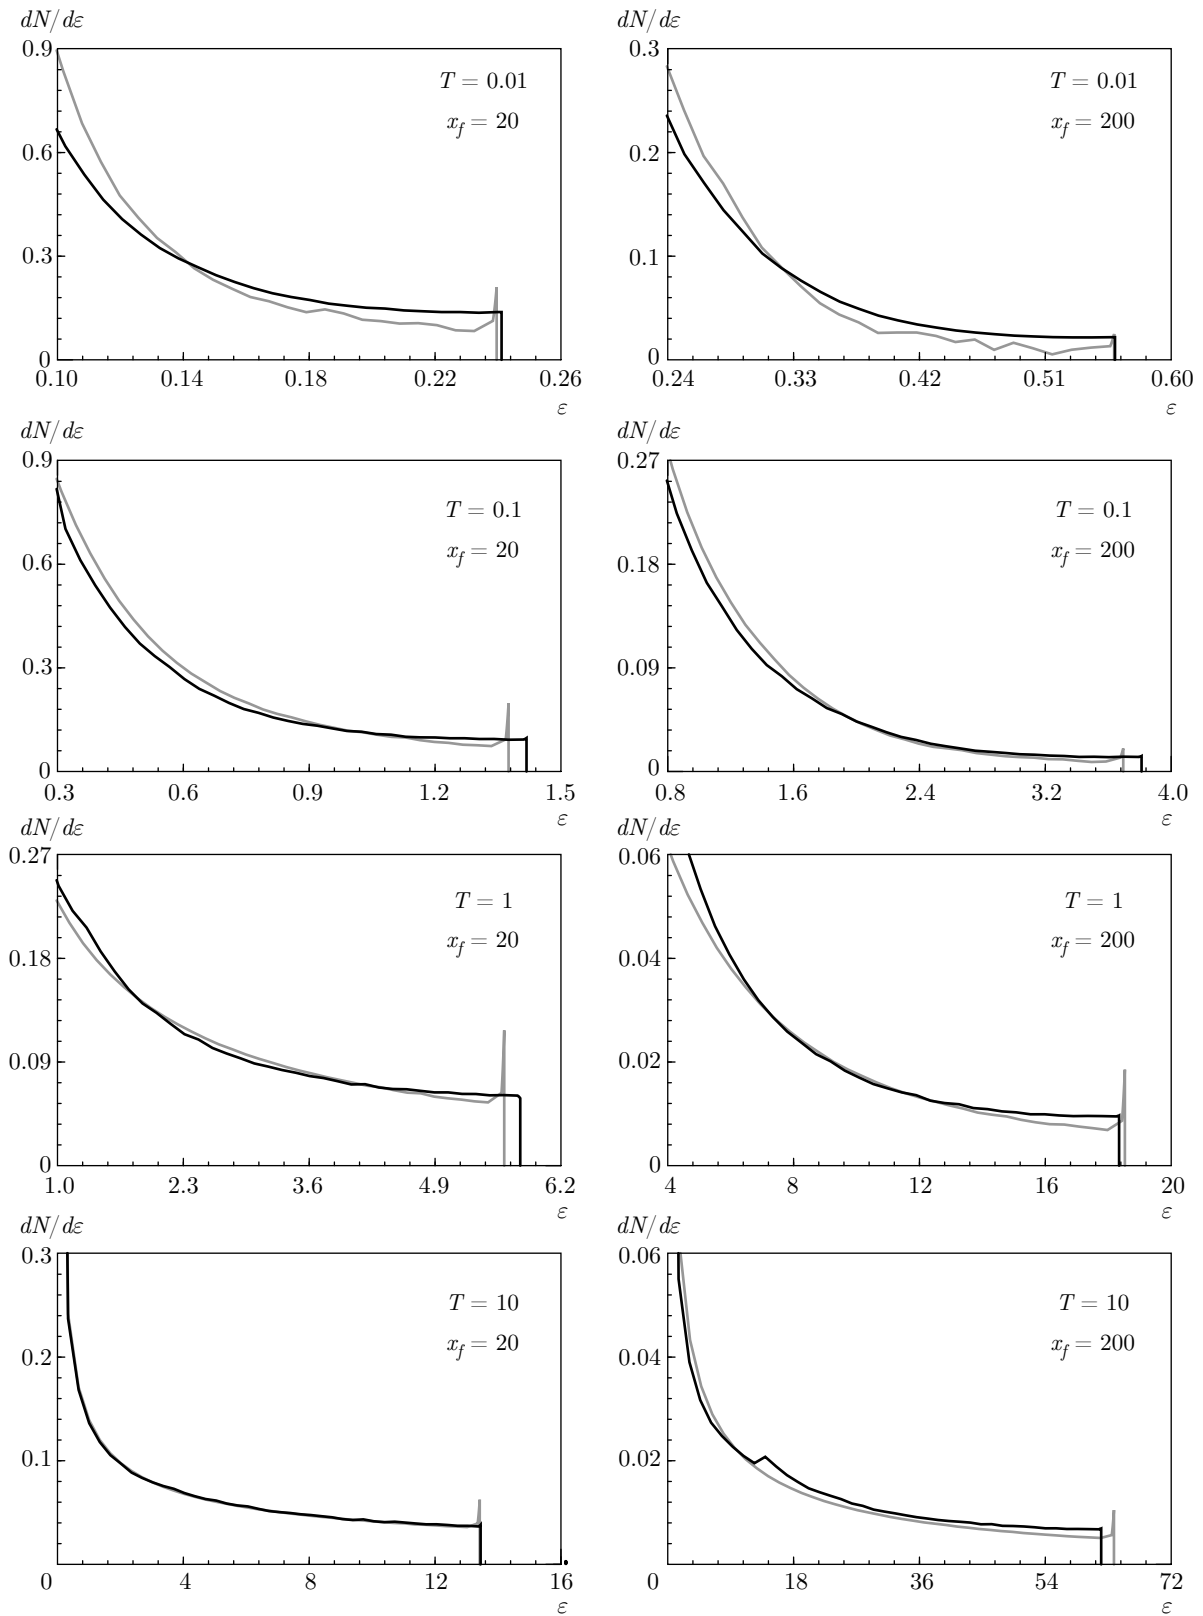 dN/dε
0.9
0.6
0.3
0
T = 0.01
x_f = 20
0.10 0.14 0.18 0.22 0.26
ε
dN/dε
0.3
0.2
0.1
0
T = 0.01
x_f = 200
0.24 0.33 0.42 0.51 0.60
ε
dN/dε
0.9
0.6
0.3
0
T = 0.1
x_f = 20
0.3 0.6 0.9 1.2 1.5
ε
dN/dε
0.27
0.18
0.09
0
T = 0.1
x_f = 200
0.8 1.6 2.4 3.2 4.0
ε
dN/dε
0.27
0.18
0.09
0
T = 1
x_f = 20
1.0 2.3 3.6 4.9 6.2
ε
dN/dε
0.06
0.04
0.02
0
T = 1
x_f = 200
4 8 12 16 20
ε
dN/dε
0.3
0.2
0.1
T = 10
x_f = 20
0 4 8 12 16
ε
dN/dε
0.06
0.04
0.02
T = 10
x_f = 200
0 18 36 54 72
ε